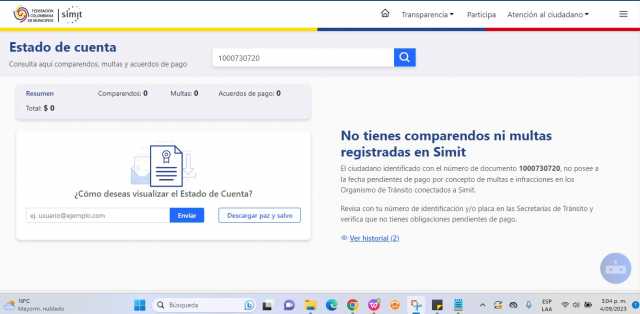 FEDERACIÓN
COLOMBIANA
DE MUNICIPIOS
simit
Transparencia
Participa
Atención al ciudadano
Estado de cuenta
Consulta aquí comparendos, multas y acuerdos de pago
1000730720
Resumen
Comparendos: 0
Multas: 0
Acuerdos de pago: 0
Total: $ 0
¿Cómo deseas visualizar el Estado de Cuenta?
ej. usuario@ejemplo.com
Enviar
Descargar paz y salvo
No tienes comparendos ni multas
registradas en Simit
El ciudadano identificado con el número de documento 1000730720, no posee a
la fecha pendientes de pago por concepto de multas e infracciones en los
Organismo de Tránsito conectados a Simit.
Revisa con tu número de identificación y/o placa en las Secretarías de Tránsito y
verifica que no tienes obligaciones pendientes de pago.
Ver historial (2)
19°C
Mayorm. nublado
Búsqueda
ESP
LAA
3:04 p. m.
4/09/2023